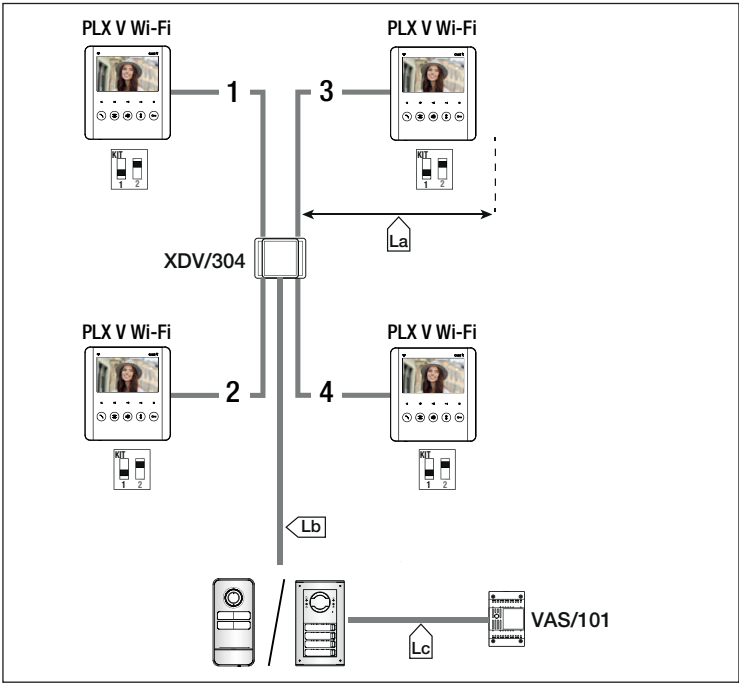 PLX V Wi-Fi
PLX V Wi-Fi
1
3
KIT
1 2
KIT
1 2
La
XDV/304
PLX V Wi-Fi
PLX V Wi-Fi
2
4
KIT
1 2
KIT
1 2
Lb
VAS/101
Lc